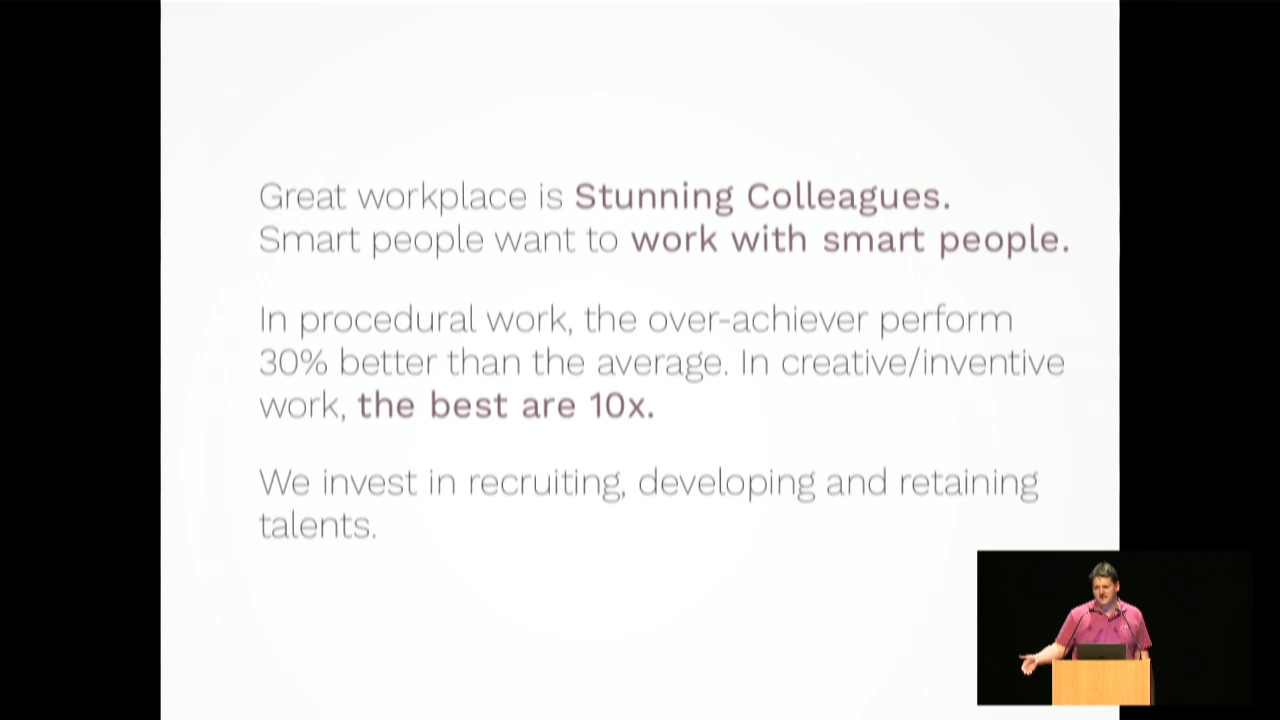 Great workplace is Stunning Colleagues.
Smart people want to work with smart people.
In procedural work, the over-achiever perform
30% better than the average. In creative/inventive
work, the best are 10x.
We invest in recruiting, developing and retaining
talents.